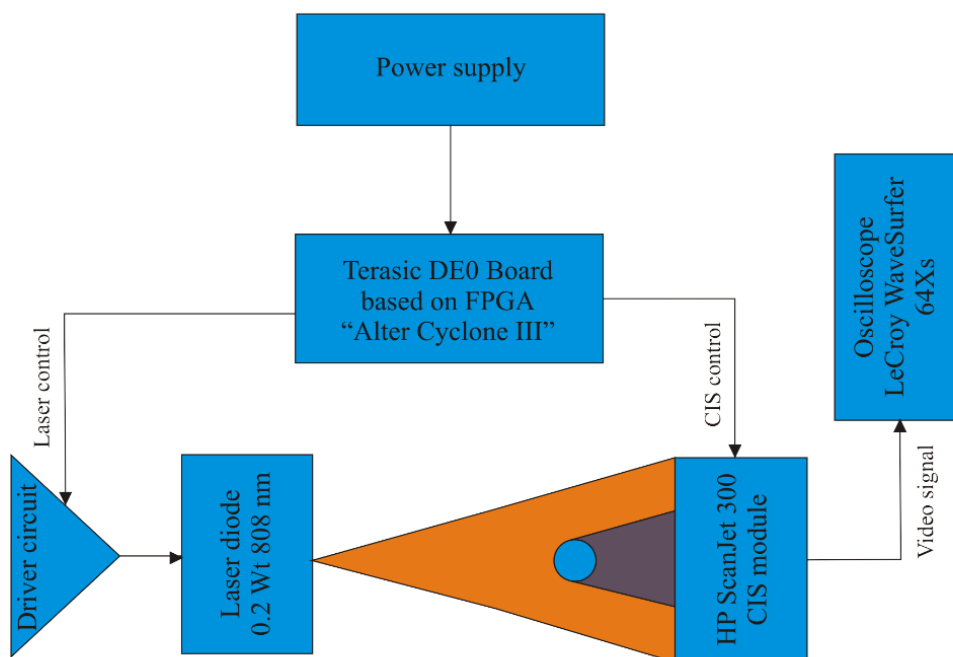 Power supply
Terasic DE0 Board
based on FPGA
“Alter Cyclone III”
Oscilloscope
LeCroy WaveSurfer
64Xs
Laser control
CIS control
Driver circuit
Laser diode
0.2 Wt 808 nm
HP ScanJet 300
CIS module
Video signal